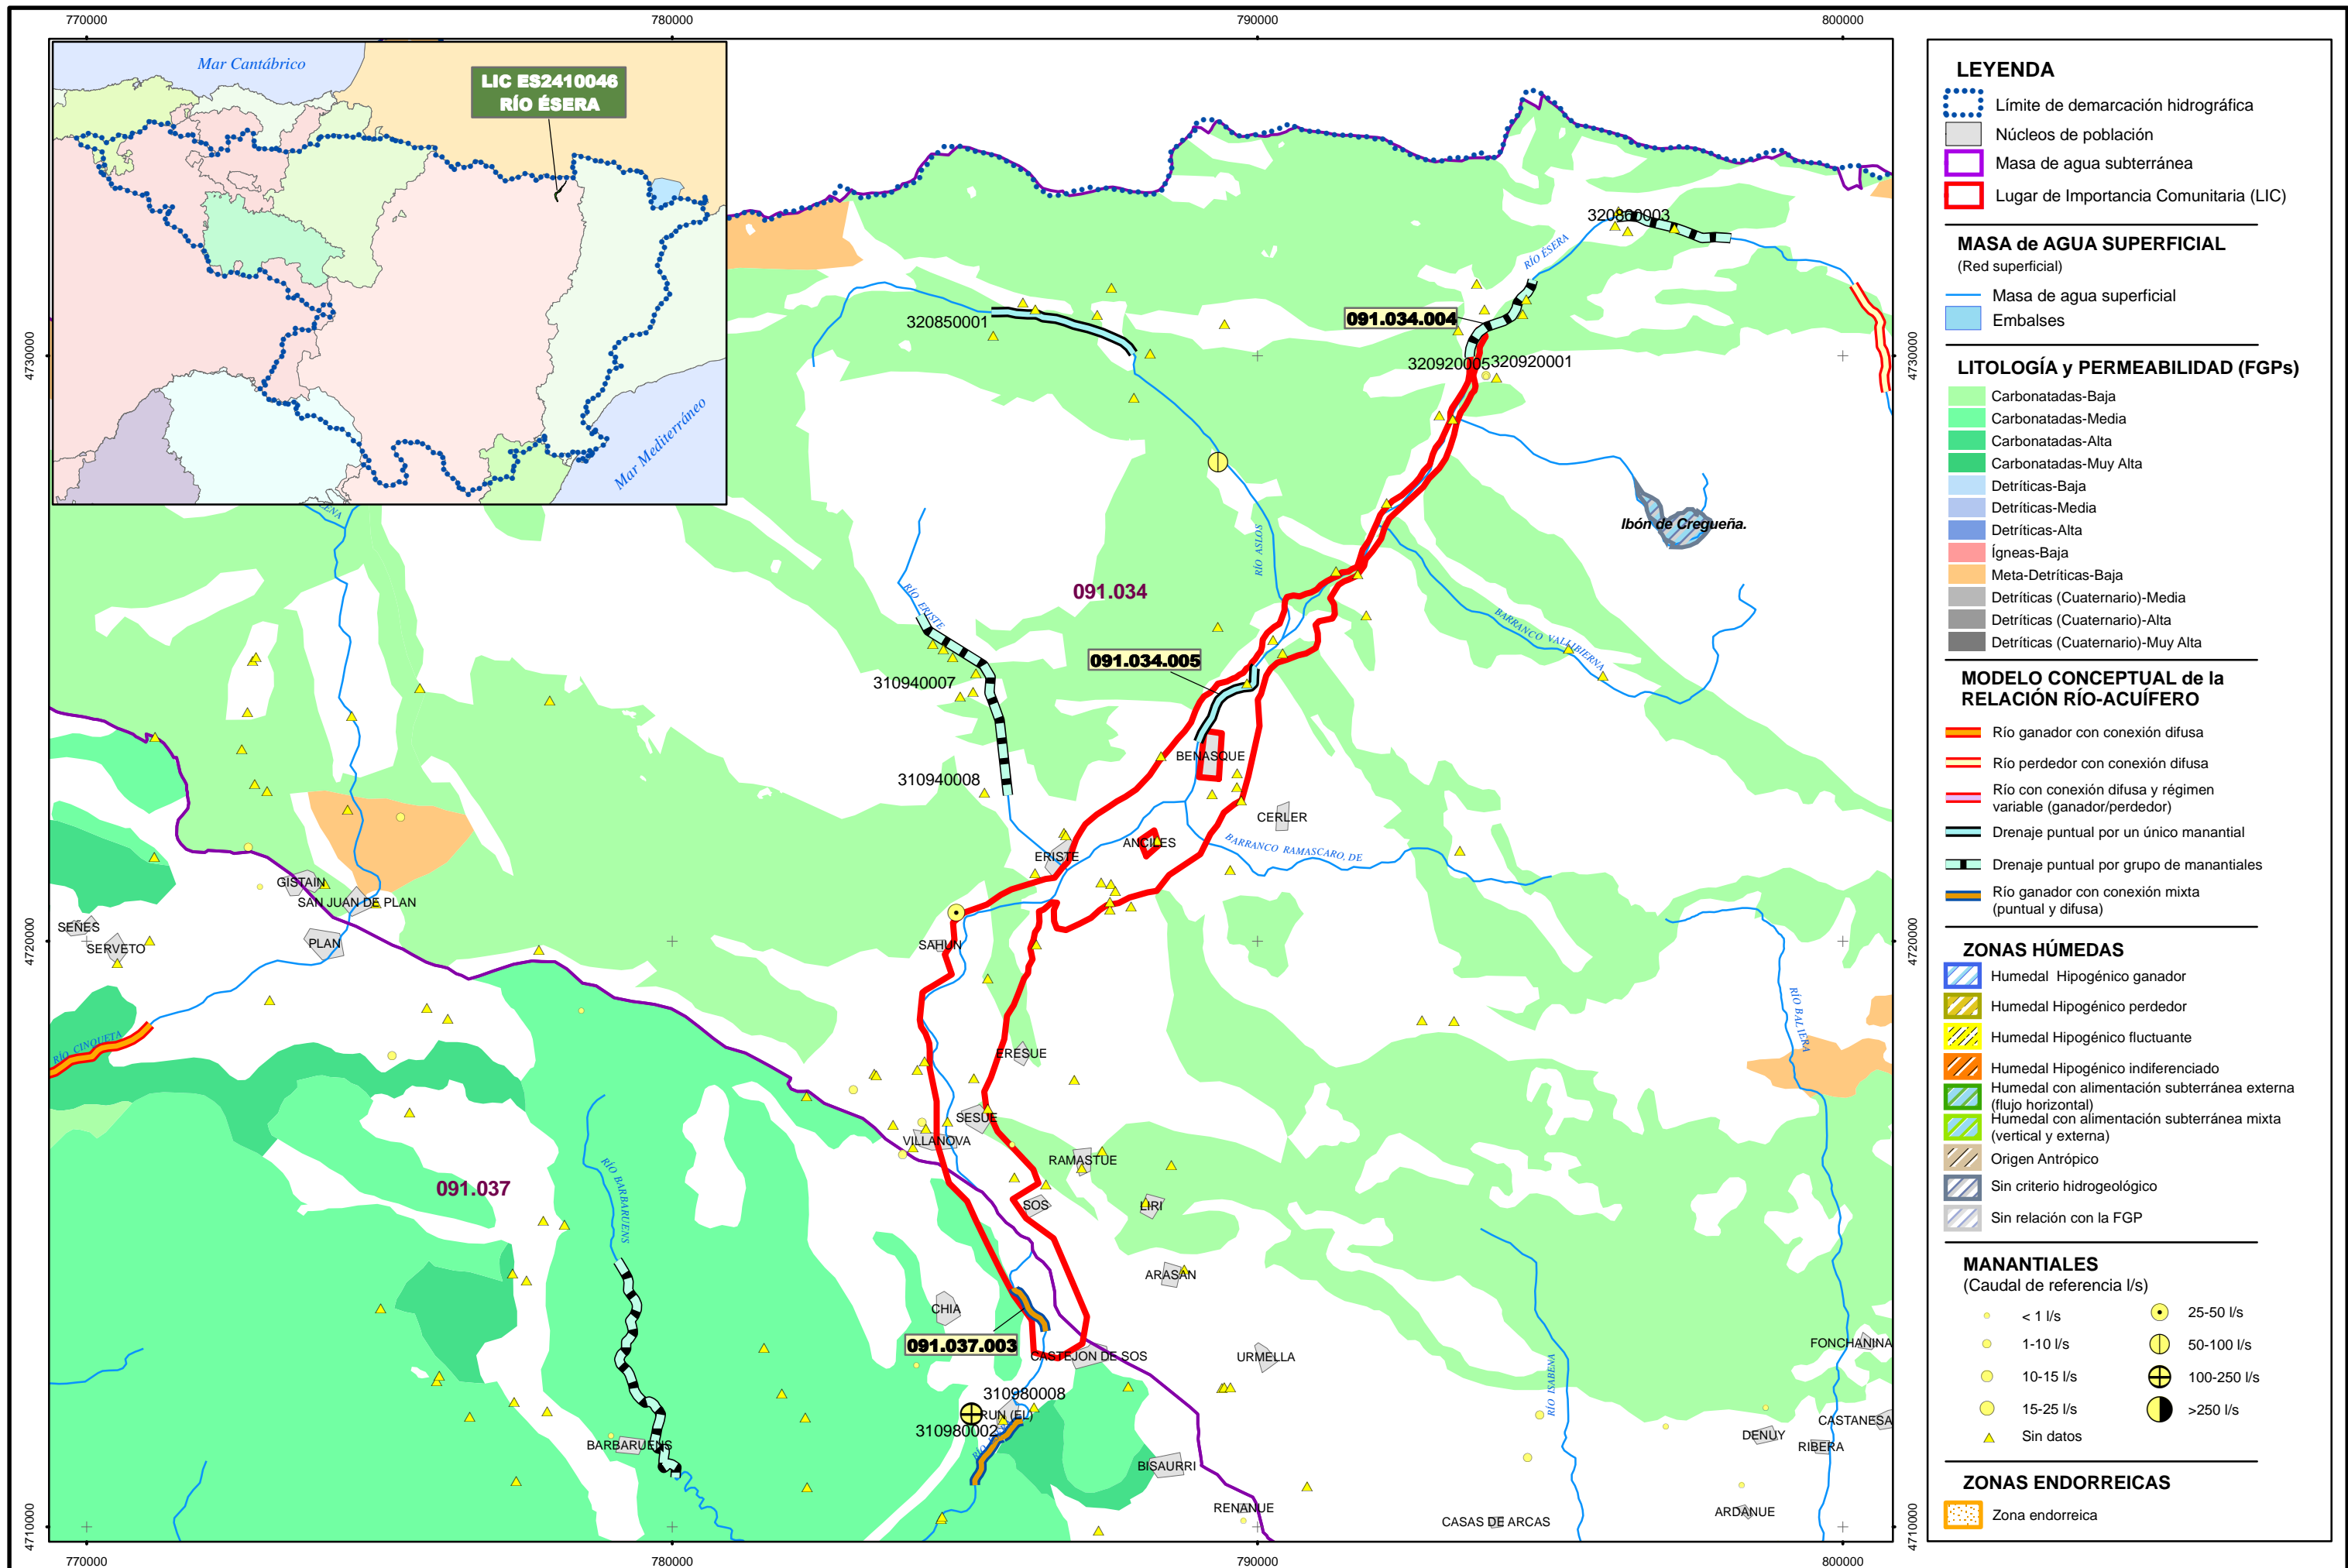 770000
780000
790000
800000
4730000
4720000
4710000
4730000
4720000
4710000
770000
780000
790000
800000
Mar Cantábrico
LIC ES2410046
RÍO ÉSERA
Mar Mediterráneo
320860003
RÍO ÉSERA
091.034.004
320850001
320920005
320920001
Ibón de Cregueña.
RÍO ASLOS
091.034
RÍO ERISTE
BARRANCO VALLIBIERNA
091.034.005
310940007
BENASQUE
310940008
CERLER
ANCILES
BARRANCO RAMASCARO, DE
ERISTE
GISTAIN
SAN JUAN DE PLAN
SEÑES
SERVETO
PLAN
SAHUN
RÍO CINQUETA
RÍO BALIERA
ERESUE
SESUE
VILLANOVA
RAMASTUE
RÍO BARBARUENS
091.037
SOS
LIRI
ARASAN
CHIA
091.037.003
CASTEJON DE SOS
URMELLA
FONCHANINA
RÍO ISABENA
310980008
RUN (EL)
310980002
CASTANESA
DENUY
RIBERA
BARBARUENS
BISAURRI
RENANUE
CASAS DE ARCAS
ARDANUE
LEYENDA
Límite de demarcación hidrográfica
Núcleos de población
Masa de agua subterránea
Lugar de Importancia Comunitaria (LIC)
MASA de AGUA SUPERFICIAL
(Red superficial)
Masa de agua superficial
Embalses
LITOLOGÍA y PERMEABILIDAD (FGPs)
Carbonatadas-Baja
Carbonatadas-Media
Carbonatadas-Alta
Carbonatadas-Muy Alta
Detríticas-Baja
Detríticas-Media
Detríticas-Alta
Ígneas-Baja
Meta-Detríticas-Baja
Detríticas (Cuaternario)-Media
Detríticas (Cuaternario)-Alta
Detríticas (Cuaternario)-Muy Alta
MODELO CONCEPTUAL de la
RELACIÓN RÍO-ACUÍFERO
Río ganador con conexión difusa
Río perdedor con conexión difusa
Río con conexión difusa y régimen
variable (ganador/perdedor)
Drenaje puntual por un único manantial
Drenaje puntual por grupo de manantiales
Río ganador con conexión mixta
(puntual y difusa)
ZONAS HÚMEDAS
Humedal Hipogénico ganador
Humedal Hipogénico perdedor
Humedal Hipogénico fluctuante
Humedal Hipogénico indiferenciado
Humedal con alimentación subterránea externa
(flujo horizontal)
Humedal con alimentación subterránea mixta
(vertical y externa)
Origen Antrópico
Sin criterio hidrogeológico
Sin relación con la FGP
MANANTIALES
(Caudal de referencia l/s)
< 1 l/s
25-50 l/s
1-10 l/s
50-100 l/s
10-15 l/s
100-250 l/s
15-25 l/s
>250 l/s
Sin datos
ZONAS ENDORREICAS
Zona endorreica